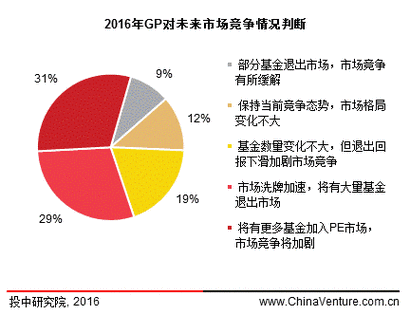 2016年GP对未来市场竞争情况判断
9%
12%
19%
29%
31%
部分基金退出市场，市场竞争
有所缓解
保持当前竞争态势，市场格局
变化不大
基金数量变化不大，但退出回
报下滑加剧市场竞争
市场洗牌加速，将有大量基金
退出市场
将有更多基金加入PE市场，
市场竞争将加剧
投中研究院, 2016
www.ChinaVenture.com.cn